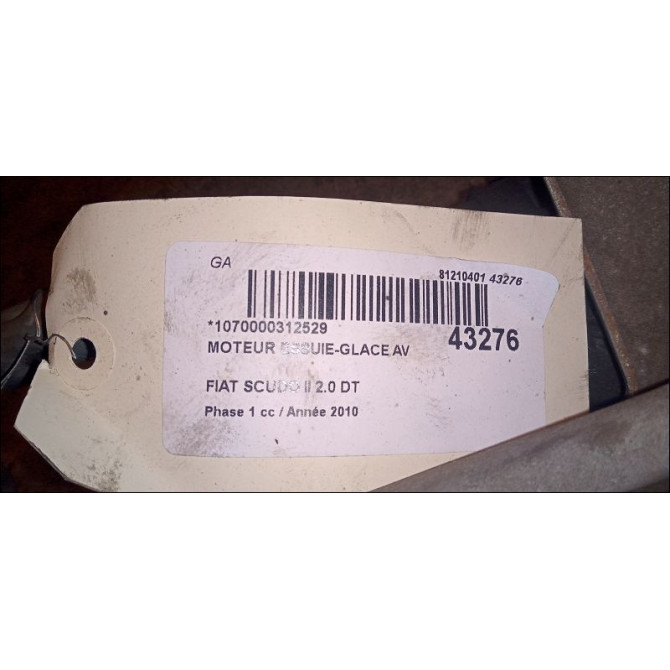 GA
81210401 43276
*1070000312529
43276
MOTEUR ESSUIE-GLACE AV
FIAT SCUDO II 2.0 DT
Phase 1 cc / Année 2010